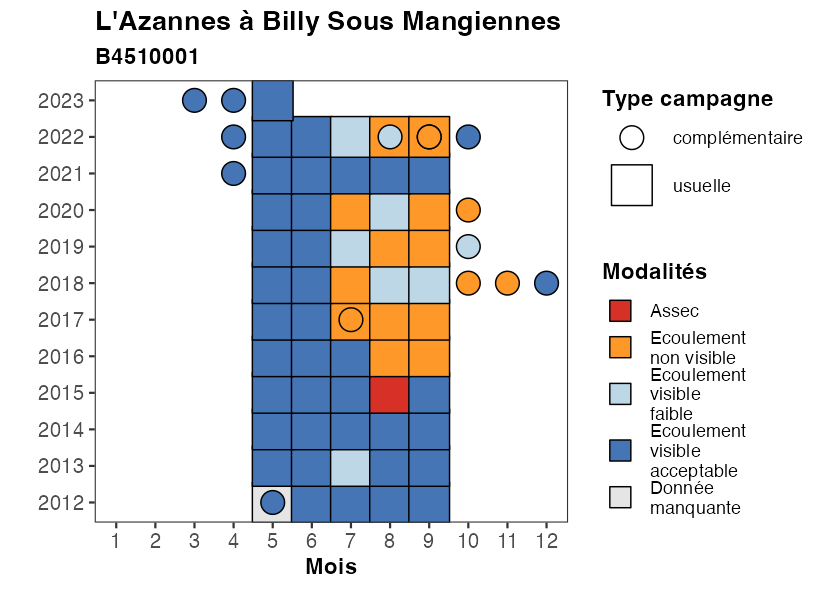 L'Azannes à Billy Sous Mangiennes
B4510001
2023
2022
2021
2020
2019
2018
2017
2016
2015
2014
2013
2012
1 2 3 4 5 6 7 8 9 10 11 12
Mois
Type campagne
complémentaire
usuelle
Modalités
Assec
Ecoulement
non visible
Ecoulement
visible
faible
Ecoulement
visible
acceptable
Donnée
manquante